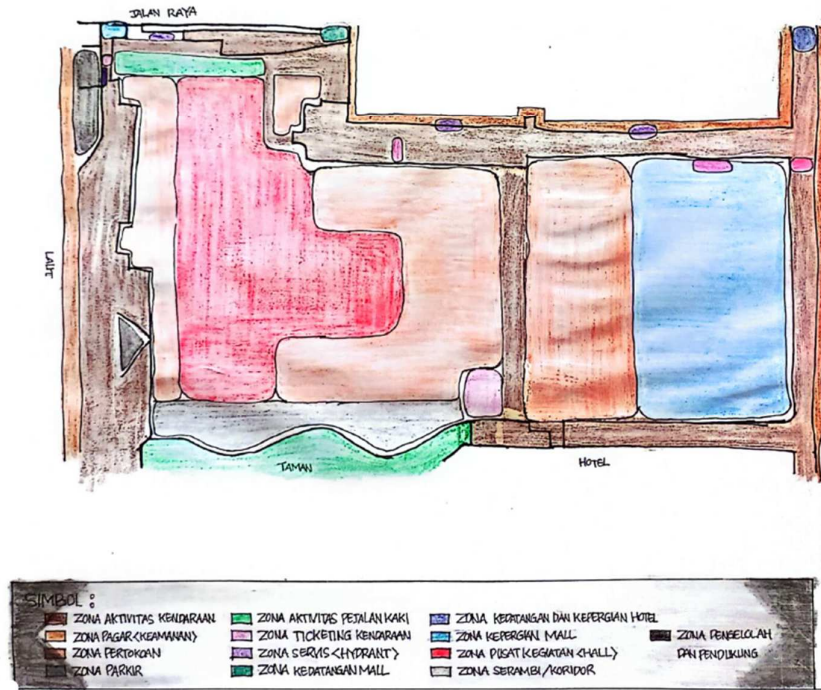 JALAN RAYA
LAUT
TAMAN
HOTEL
SIMBOL :
ZONA AKTIVITAS KENDARAAN
ZONA PAGAR <KEAMANAN>
ZONA PERTOKOAN
ZONA PARKIR
ZONA AKTIVITAS PEJALAN KAKI
ZONA TICKETING KENDARAAN
ZONA SERVIS <HYDRANT>
ZONA KEDATANGAN MALL
ZONA KEDATANGAN DAN KEPERGIAN HOTEL
ZONA KEPERGIAN MALL
ZONA PUSAT KEGIATAN <HALL>
ZONA SERAMBI/KORIDOR
ZONA PENGELOLAH
DAN PENDUKUNG